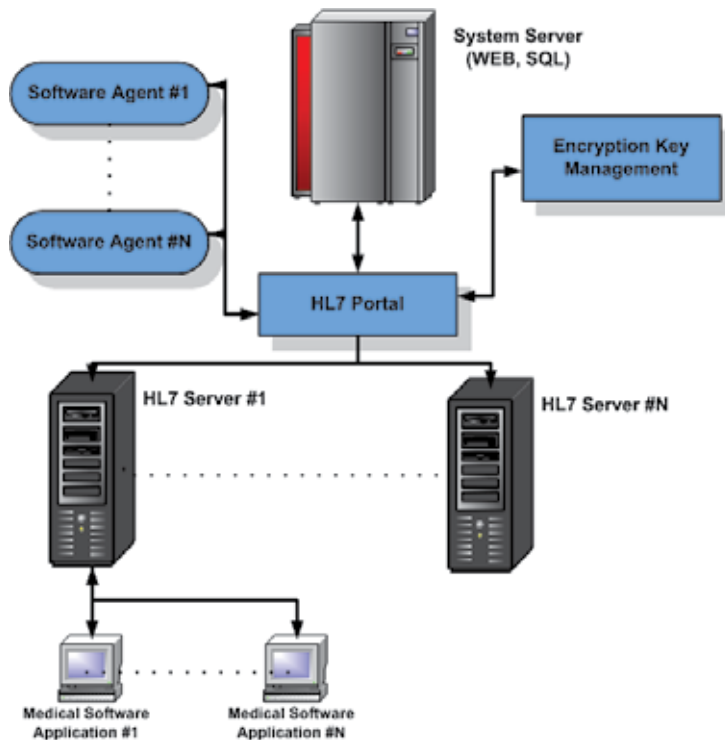 System Server
(WEB, SQL)
Software Agent #1
Encryption Key
Management
Software Agent #N
HL7 Portal
HL7 Server #1
HL7 Server #N
Medical Software
Application #1
Medical Software
Application #N